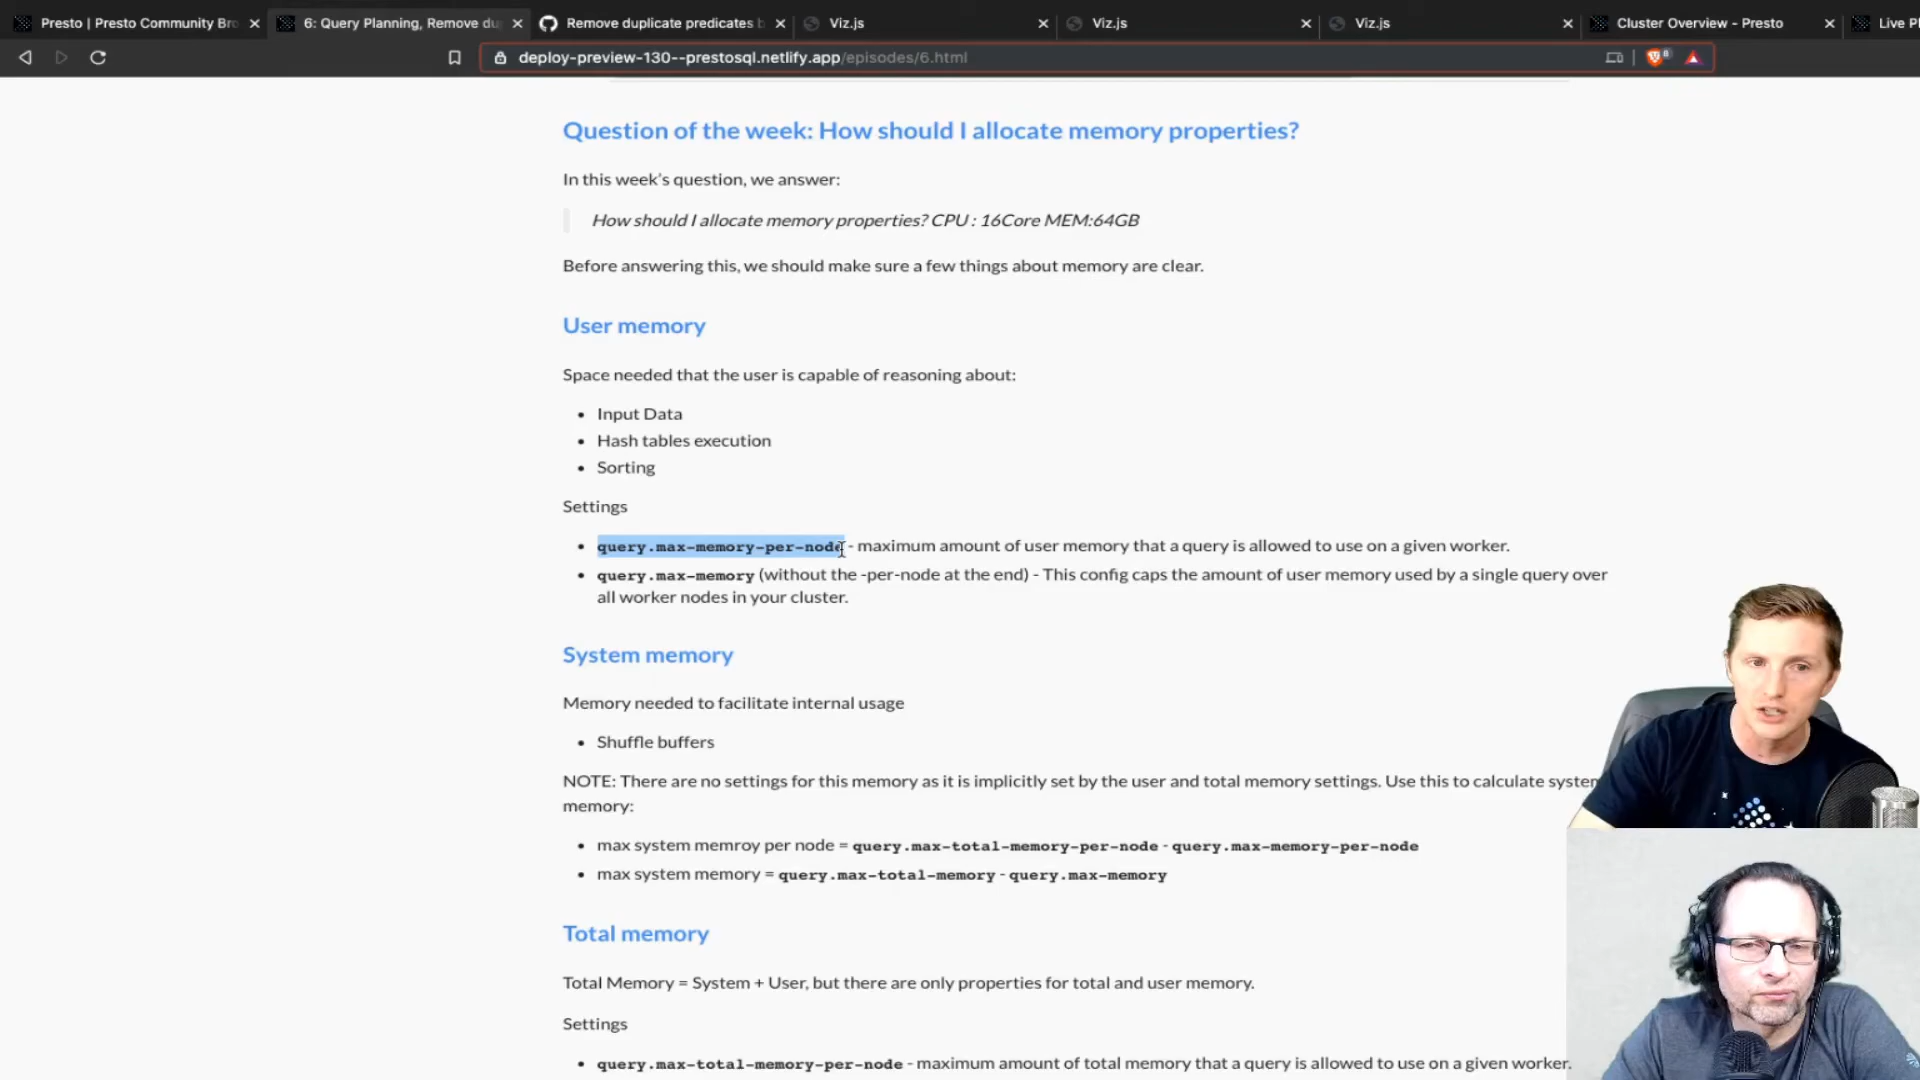 Presto | Presto Community Bro
6: Query Planning, Remove du
Remove duplicate predicates b
Viz.js
Viz.js
Viz.js
Cluster Overview - Presto
Live Pl
deploy-preview-130--prestosql.netlify.app/episodes/6.html
Question of the week: How should I allocate memory properties?
In this week's question, we answer:
How should I allocate memory properties? CPU : 16Core MEM:64GB
Before answering this, we should make sure a few things about memory are clear.
User memory
Space needed that the user is capable of reasoning about:
• Input Data
• Hash tables execution
• Sorting
Settings
• query.max-memory-per-node - maximum amount of user memory that a query is allowed to use on a given worker.
• query.max-memory (without the -per-node at the end) - This config caps the amount of user memory used by a single query over
all worker nodes in your cluster.
System memory
Memory needed to facilitate internal usage
• Shuffle buffers
NOTE: There are no settings for this memory as it is implicitly set by the user and total memory settings. Use this to calculate system
memory:
• max system memroy per node = query.max-total-memory-per-node - query.max-memory-per-node
• max system memory = query.max-total-memory - query.max-memory
Total memory
Total Memory = System + User, but there are only properties for total and user memory.
Settings
• query.max-total-memory-per-node - maximum amount of total memory that a query is allowed to use on a given worker.